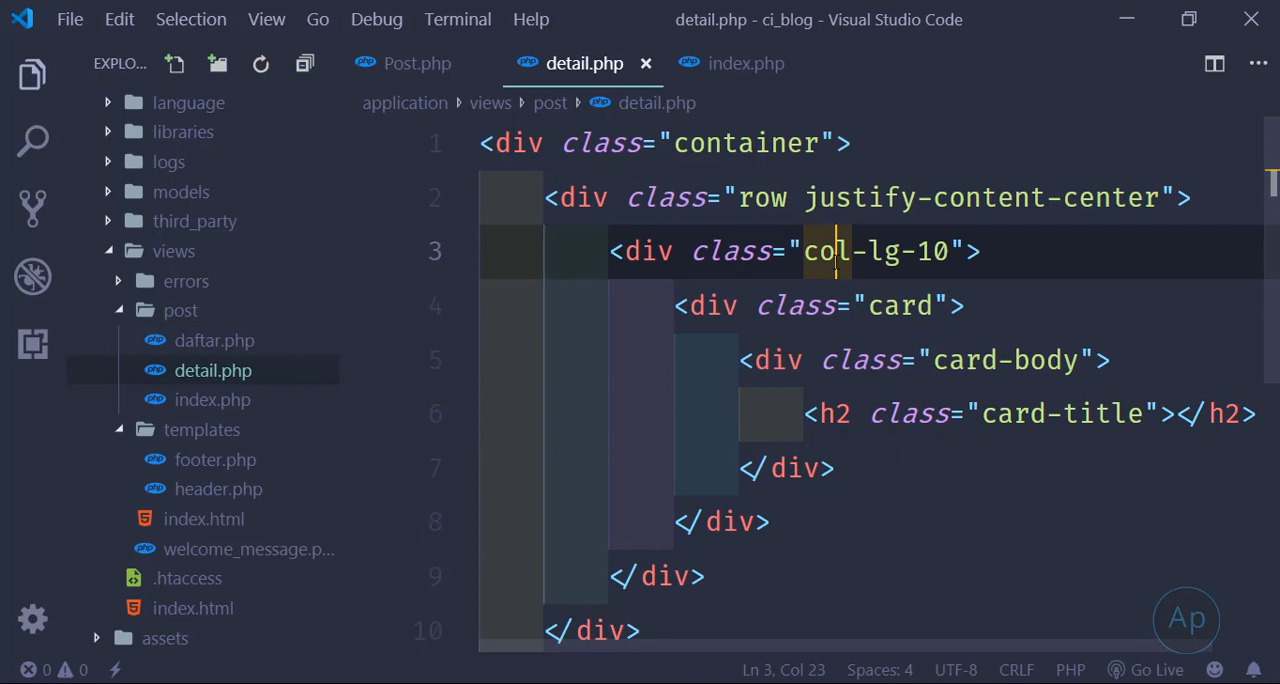 File Edit Selection View Go Debug Terminal Help detail.php - ci_blog - Visual Studio Code
EXPLO...
Post.php detail.php index.php
application › views › post › detail.php
language
libraries
logs
models
third_party
views
errors
post
daftar.php
detail.php
index.php
templates
footer.php
header.php
index.html
welcome_message.p...
.htaccess
index.html
assets
1 <div class="container">
2 <div class="row justify-content-center">
3 <div class="col-lg-10">
4 <div class="card">
5 <div class="card-body">
6 <h2 class="card-title"></h2>
7 </div>
8 </div>
9 </div>
10 </div>
Ap
0 0 Ln 3, Col 23 Spaces: 4 UTF-8 CRLF PHP Go Live